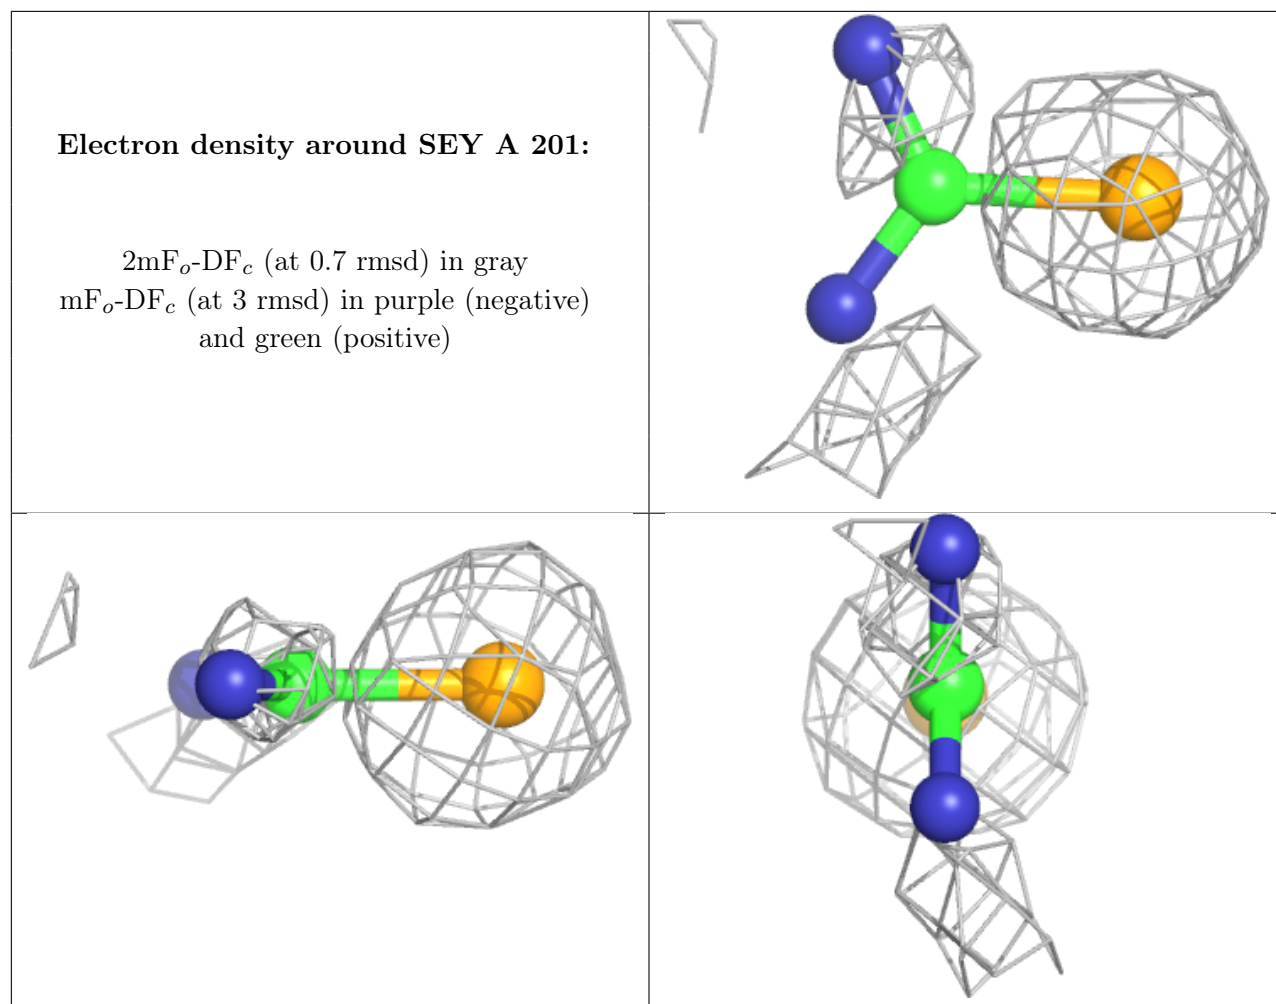 Electron density around SEY A 201:
2mFo-DFc (at 0.7 rmsd) in gray
mFo-DFc (at 3 rmsd) in purple (negative)
and green (positive)